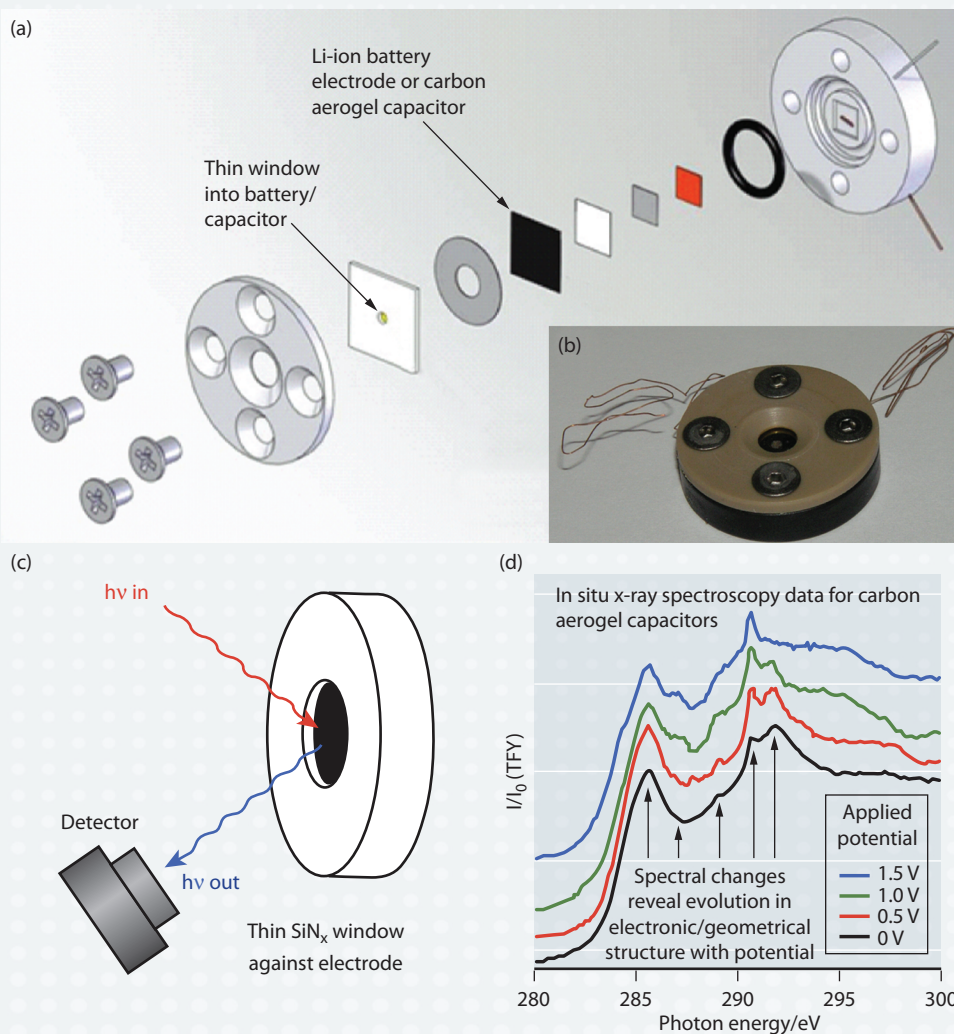 (a)
Li-ion battery
electrode or carbon
aerogel capacitor
Thin window
into battery/
capacitor
(b)
(c)
hν in
Detector
hν out
Thin SiNₓ window
against electrode
(d)
In situ x-ray spectroscopy data for carbon
aerogel capacitors
I/I₀ (TFY)
Applied
potential
1.5 V
1.0 V
0.5 V
0 V
Spectral changes
reveal evolution in
electronic/geometrical
structure with potential
280
285
290
295
300
Photon energy/eV